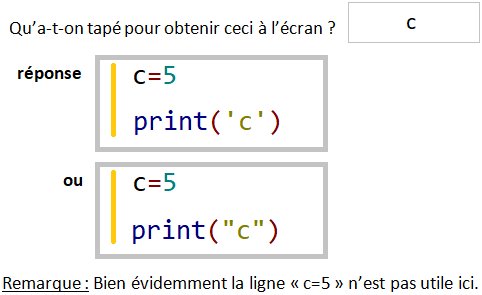 Qu’a-t-on tapé pour obtenir ceci à l’écran ? c
réponse
c=5
print('c')
ou
c=5
print("c")
Remarque : Bien évidemment la ligne « c=5 » n’est pas utile ici.